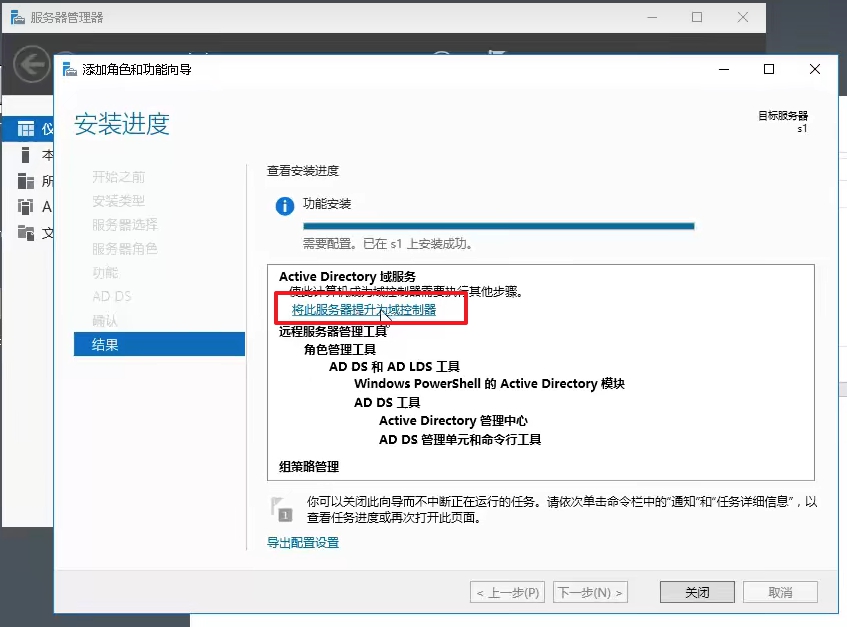 服务器管理器
添加角色和功能向导
安装进度
目标服务器
s1
开始之前
安装类型
服务器选择
服务器角色
功能
AD DS
确认
结果
查看安装进度
功能安装
需要配置。已在 s1 上安装成功。
Active Directory 域服务
使此计算机成为域控制器需要执行其他步骤。
将此服务器提升为域控制器
远程服务器管理工具
角色管理工具
AD DS 和 AD LDS 工具
Windows PowerShell 的 Active Directory 模块
AD DS 工具
Active Directory 管理中心
AD DS 管理单元和命令行工具
组策略管理
1
你可以关闭此向导而不中断正在运行的任务。请依次单击命令栏中的“通知”和“任务详细信息”，以
查看任务进度或再次打开此页面。
导出配置设置
< 上一步(P)
下一步(N) >
关闭
取消
仪
本
所
A
文